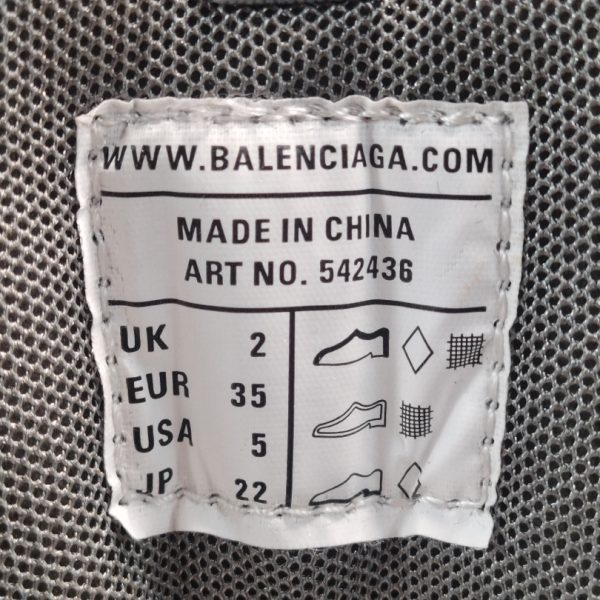 WWW.BALENCIAGA.COM
MADE IN CHINA
ART NO. 542436
UK 2
EUR 35
USA 5
JP 22